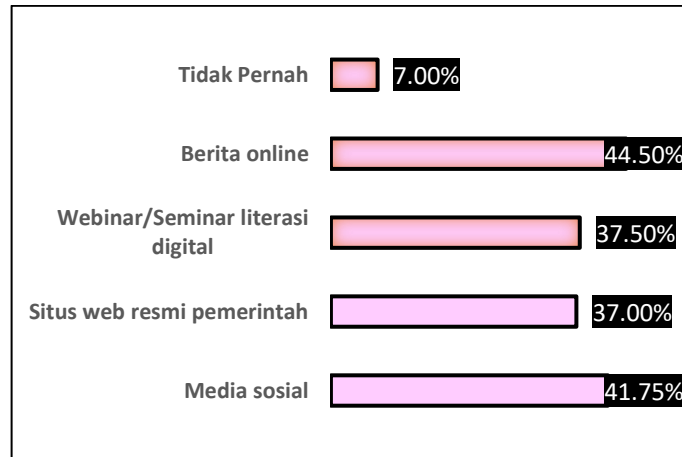 Tidak Pernah
7.00%
Berita online
44.50%
Webinar/Seminar literasi
digital
37.50%
Situs web resmi pemerintah
37.00%
Media sosial
41.75%